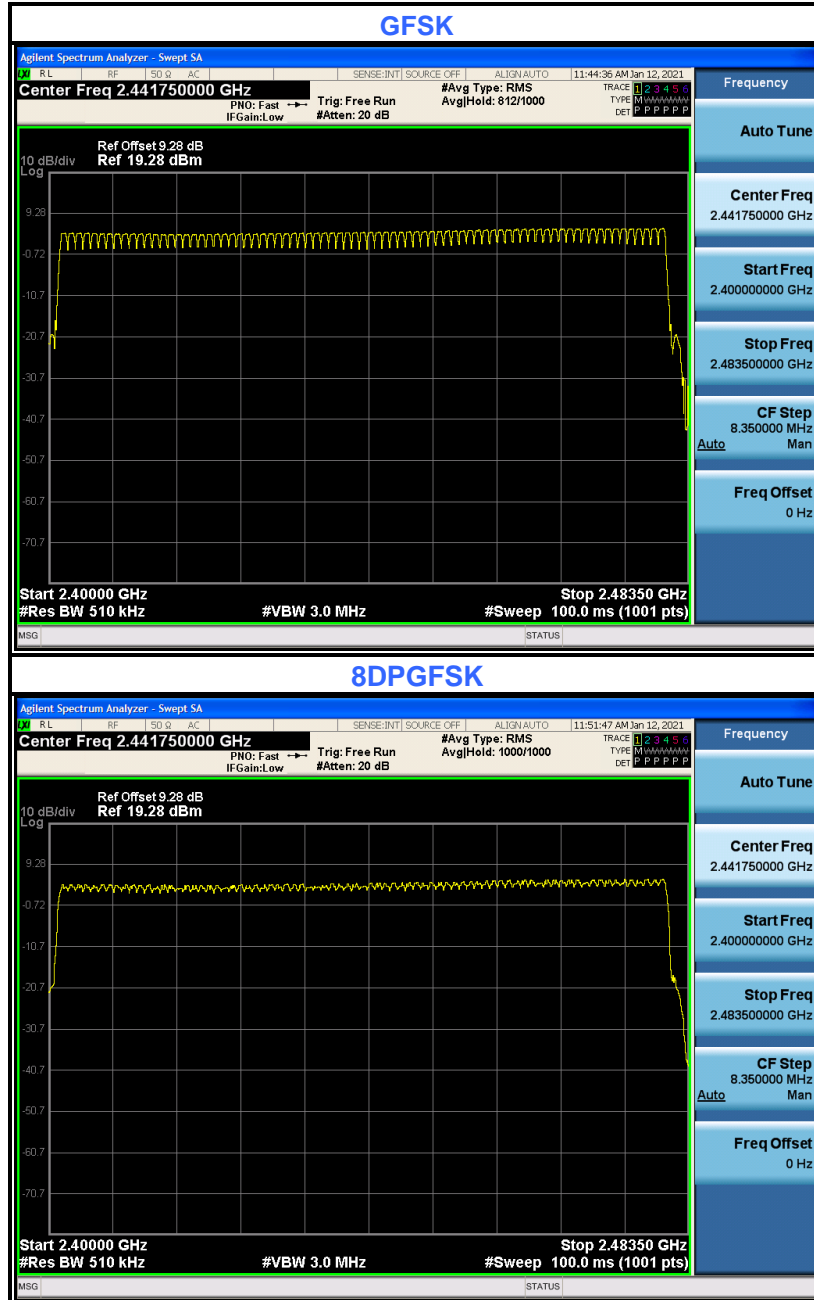 GFSK
Agilent Spectrum Analyzer - Swept SA
LXI RL RF 50 Ω AC SENSE:INT SOURCE OFF ALIGN AUTO 11:44:36 AM Jan 12, 2021
Center Freq 2.441750000 GHz
PNO: Fast
IFGain:Low
Trig: Free Run
#Atten: 20 dB
#Avg Type: RMS
Avg|Hold: 812/1000
TRACE 1 2 3 4 5 6
TYPE M
DET P P P P P P
Ref Offset 9.28 dB
10 dB/div Ref 19.28 dBm
Log
9.28
-0.72
-10.7
-20.7
-30.7
-40.7
-50.7
-60.7
-70.7
Start 2.40000 GHz Stop 2.48350 GHz
#Res BW 510 kHz #VBW 3.0 MHz #Sweep 100.0 ms (1001 pts)
MSG STATUS
Frequency
Auto Tune
Center Freq
2.441750000 GHz
Start Freq
2.400000000 GHz
Stop Freq
2.483500000 GHz
CF Step
8.350000 MHz
Auto Man
Freq Offset
0 Hz
8DPGFSK
Agilent Spectrum Analyzer - Swept SA
LXI RL RF 50 Ω AC SENSE:INT SOURCE OFF ALIGN AUTO 11:51:47 AM Jan 12, 2021
Center Freq 2.441750000 GHz
PNO: Fast
IFGain:Low
Trig: Free Run
#Atten: 20 dB
#Avg Type: RMS
Avg|Hold: 1000/1000
TRACE 1 2 3 4 5 6
TYPE M
DET P P P P P P
Ref Offset 9.28 dB
10 dB/div Ref 19.28 dBm
Log
9.28
-0.72
-10.7
-20.7
-30.7
-40.7
-50.7
-60.7
-70.7
Start 2.40000 GHz Stop 2.48350 GHz
#Res BW 510 kHz #VBW 3.0 MHz #Sweep 100.0 ms (1001 pts)
MSG STATUS
Frequency
Auto Tune
Center Freq
2.441750000 GHz
Start Freq
2.400000000 GHz
Stop Freq
2.483500000 GHz
CF Step
8.350000 MHz
Auto Man
Freq Offset
0 Hz